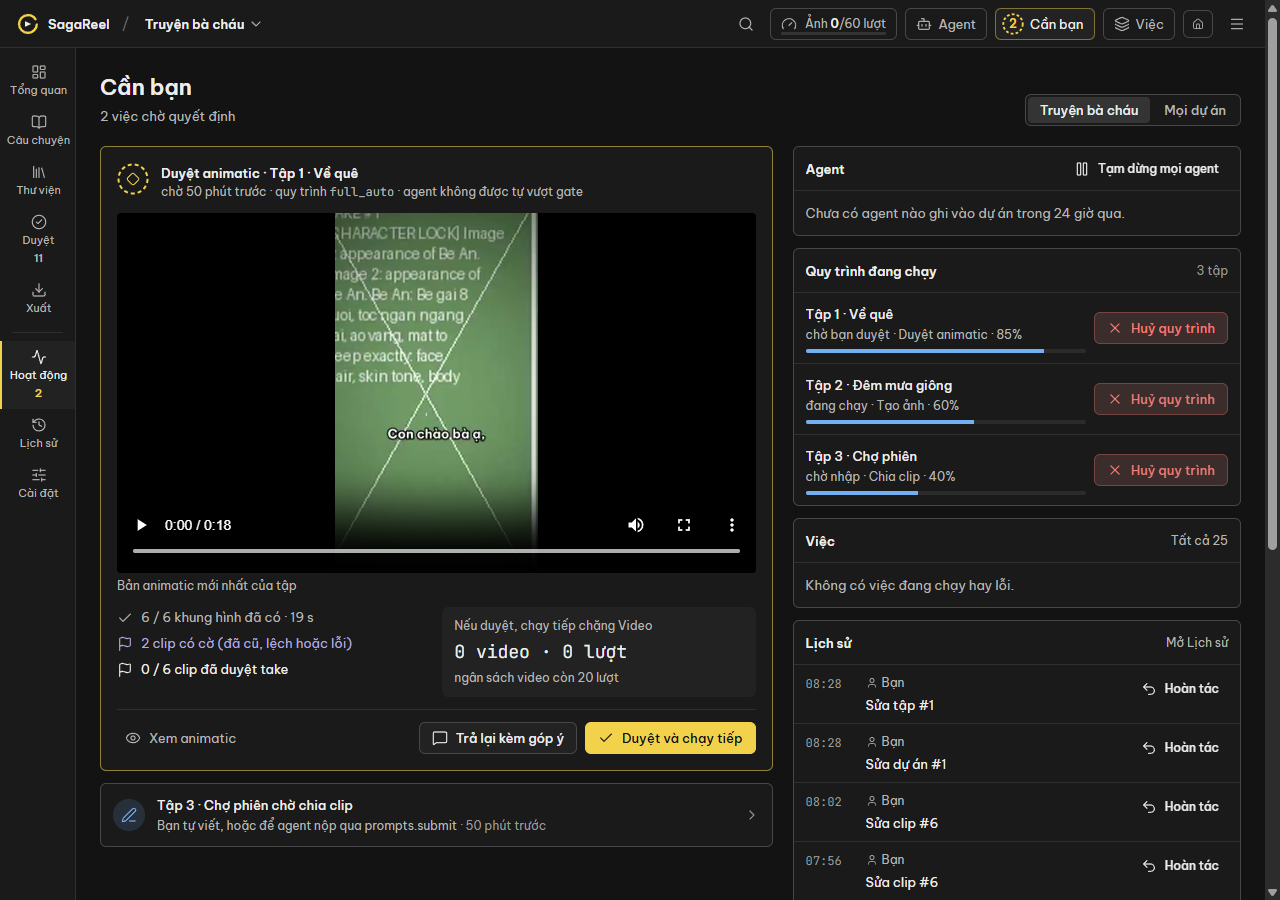 SagaReel / Truyện bà cháu
Ảnh 0/60 lượt
Agent
2 Cần bạn
Việc
Tổng quan
Câu chuyện
Thư viện
Duyệt
11
Xuất
Hoạt động
2
Lịch sử
Cài đặt
Cần bạn
2 việc chờ quyết định
Truyện bà cháu
Mọi dự án
Duyệt animatic · Tập 1 · Về quê
chờ 50 phút trước · quy trình full_auto · agent không được tự vượt gate
CHARACTER LOCK] Image
appearance of Be An.
mage 2: appearance of
e An. Be An: Be gai 8
uoi, toc ngan ngang
ai, ao vang, mat to
eep exactly: face,
air, skin tone, body
Con chào bà ạ,
0:00 / 0:18
Bản animatic mới nhất của tập
6 / 6 khung hình đã có · 19 s
2 clip có cờ (đã cũ, lệch hoặc lỗi)
0 / 6 clip đã duyệt take
Nếu duyệt, chạy tiếp chặng Video
0 video · 0 lượt
ngân sách video còn 20 lượt
Xem animatic
Trả lại kèm góp ý
Duyệt và chạy tiếp
Tập 3 · Chợ phiên chờ chia clip
Bạn tự viết, hoặc để agent nộp qua prompts.submit · 50 phút trước
Agent
Tạm dừng mọi agent
Chưa có agent nào ghi vào dự án trong 24 giờ qua.
Quy trình đang chạy
3 tập
Tập 1 · Về quê
chờ bạn duyệt · Duyệt animatic · 85%
Huỷ quy trình
Tập 2 · Đêm mưa giông
đang chạy · Tạo ảnh · 60%
Huỷ quy trình
Tập 3 · Chợ phiên
chờ nhập · Chia clip · 40%
Huỷ quy trình
Việc
Tất cả 25
Không có việc đang chạy hay lỗi.
Lịch sử
Mở Lịch sử
08:28 Bạn
Sửa tập #1
Hoàn tác
08:28 Bạn
Sửa dự án #1
Hoàn tác
08:02 Bạn
Sửa clip #6
Hoàn tác
07:56 Bạn
Sửa clip #6
Hoàn tác